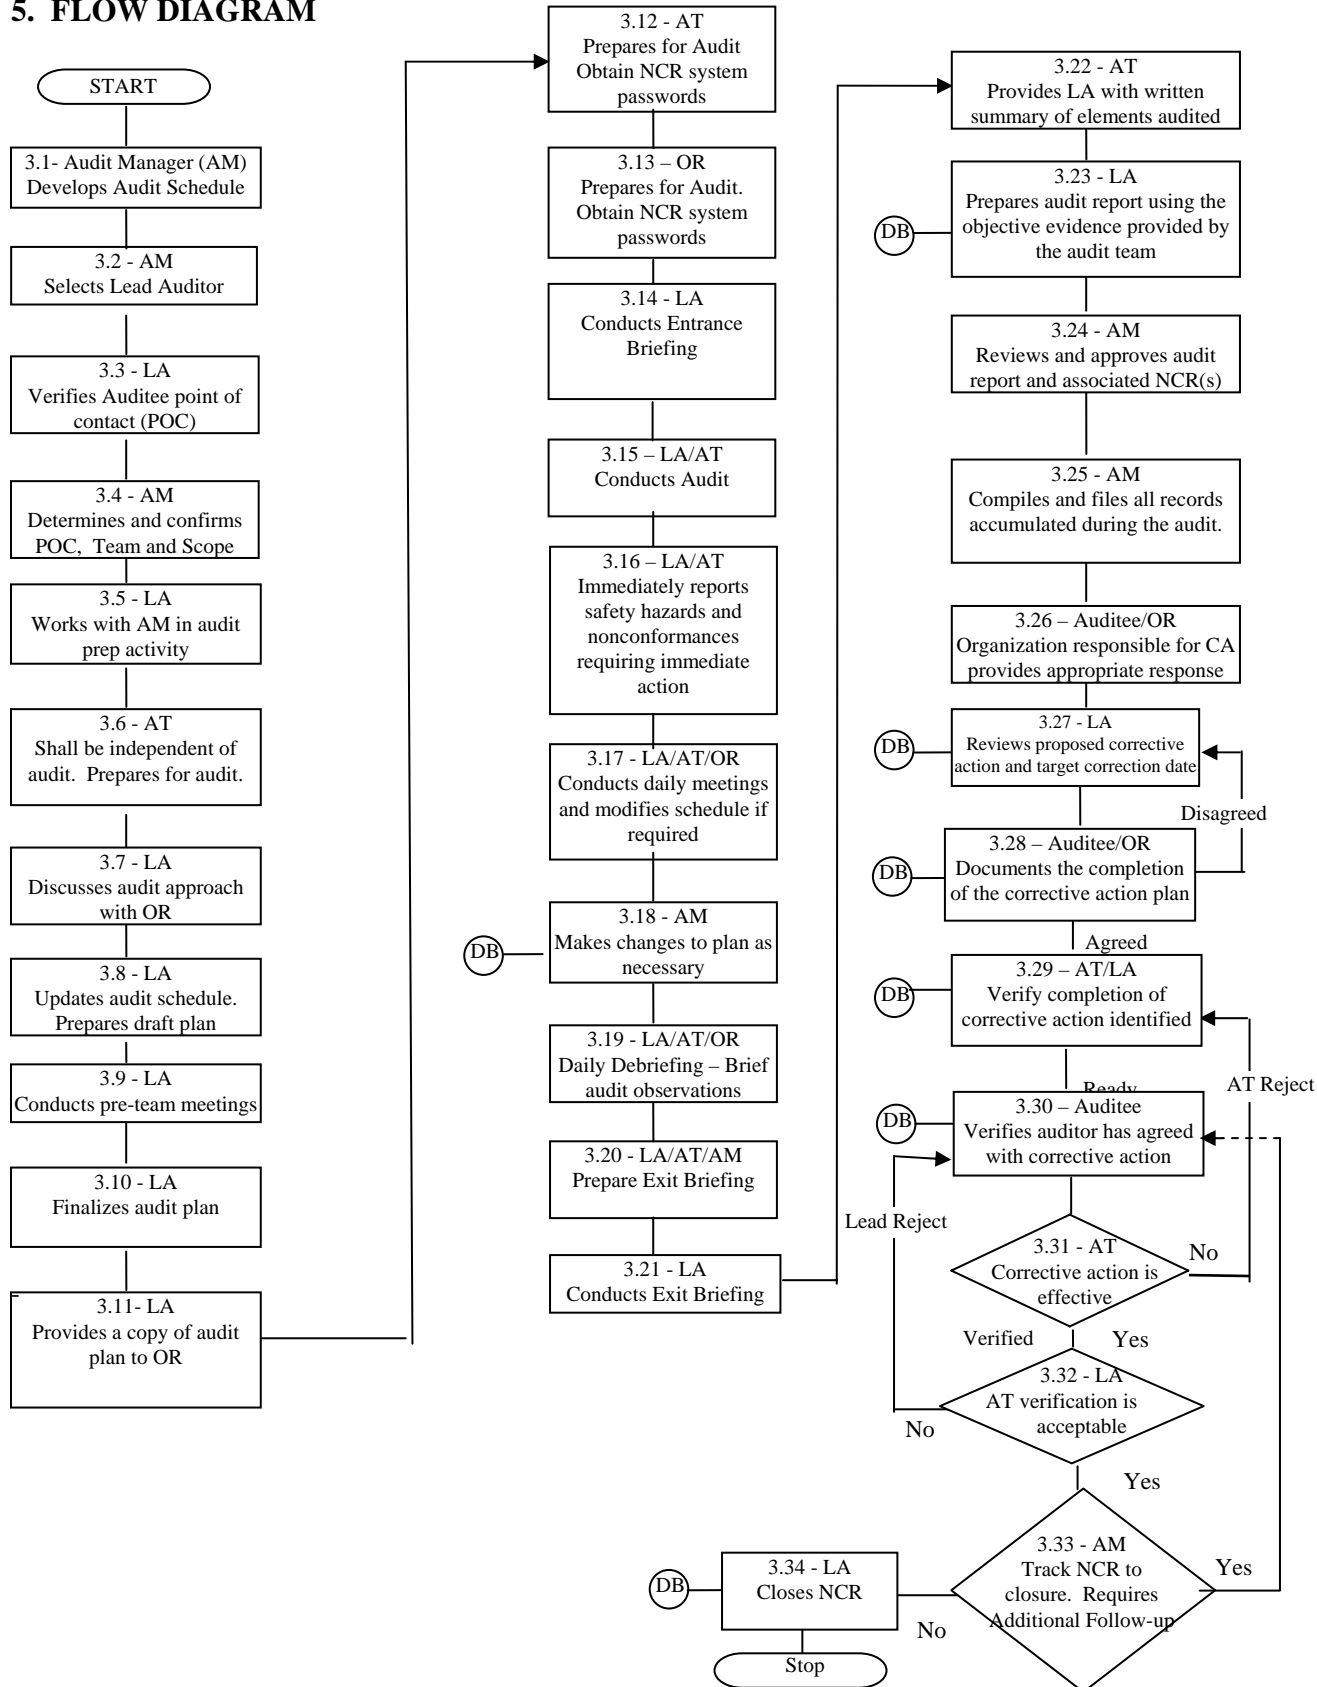 5. FLOW DIAGRAM
START
3.1- Audit Manager (AM)
Develops Audit Schedule
3.2 - AM
Selects Lead Auditor
3.3 - LA
Verifies Auditee point of
contact (POC)
3.4 - AM
Determines and confirms
POC, Team and Scope
3.5 - LA
Works with AM in audit
prep activity
3.6 - AT
Shall be independent of
audit. Prepares for audit.
3.7 - LA
Discusses audit approach
with OR
3.8 - LA
Updates audit schedule.
Prepares draft plan
3.9 - LA
Conducts pre-team meetings
3.10 - LA
Finalizes audit plan
3.11- LA
Provides a copy of audit
plan to OR
3.12 - AT
Prepares for Audit
Obtain NCR system
passwords
3.13 – OR
Prepares for Audit.
Obtain NCR system
passwords
3.14 - LA
Conducts Entrance
Briefing
3.15 – LA/AT
Conducts Audit
3.16 – LA/AT
Immediately reports
safety hazards and
nonconformances
requiring immediate
action
3.17 - LA/AT/OR
Conducts daily meetings
and modifies schedule if
required
3.18 - AM
Makes changes to plan as
necessary
DB
3.19 - LA/AT/OR
Daily Debriefing – Brief
audit observations
3.20 - LA/AT/AM
Prepare Exit Briefing
3.21 - LA
Conducts Exit Briefing
3.22 - AT
Provides LA with written
summary of elements audited
3.23 - LA
Prepares audit report using the
objective evidence provided by
the audit team
DB
3.24 - AM
Reviews and approves audit
report and associated NCR(s)
3.25 - AM
Compiles and files all records
accumulated during the audit.
3.26 – Auditee/OR
Organization responsible for CA
provides appropriate response
3.27 - LA
Reviews proposed corrective
action and target correction date
DB
Disagreed
3.28 – Auditee/OR
Documents the completion
of the corrective action plan
DB
Agreed
3.29 – AT/LA
Verify completion of
corrective action identified
DB
Ready
AT Reject
3.30 – Auditee
Verifies auditor has agreed
with corrective action
DB
Lead Reject
3.31 - AT
Corrective action is
effective
No
Verified
Yes
3.32 - LA
AT verification is
acceptable
No
Yes
3.33 - AM
Track NCR to
closure. Requires
Additional Follow-up
Yes
No
3.34 - LA
Closes NCR
DB
Stop